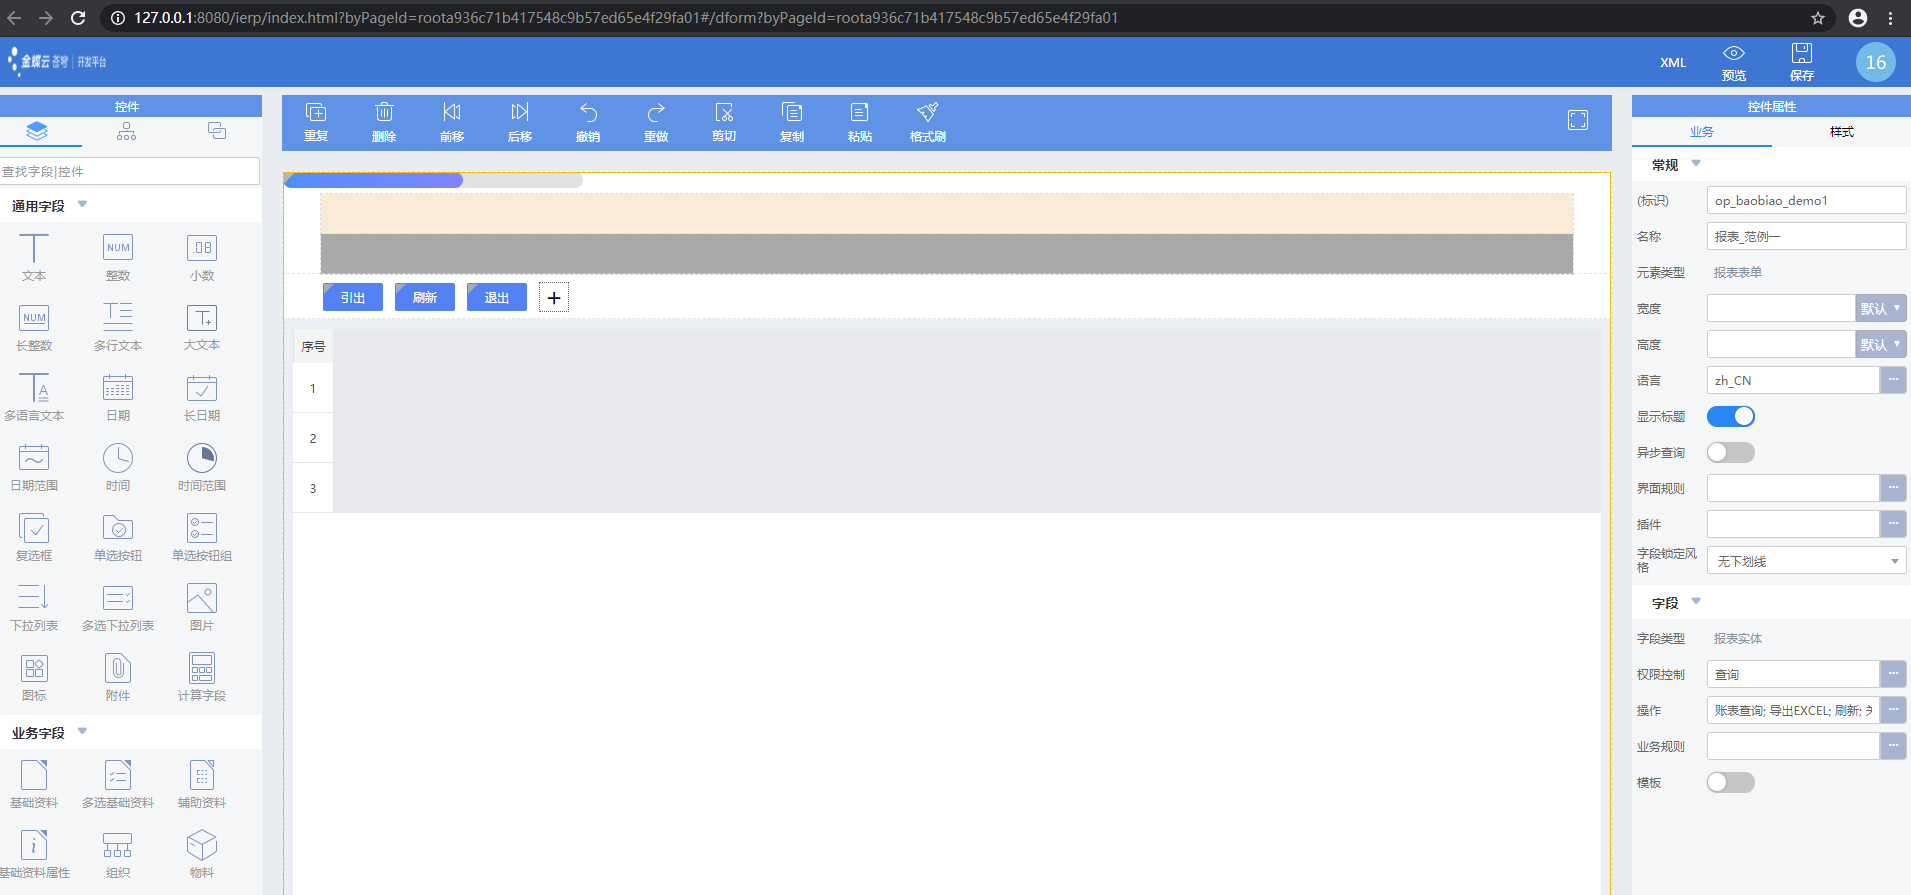 127.0.0.1:8080/ierp/index.html?byPageId=roota936c71b417548c9b57ed65e4f29fa01#/dform?byPageId=roota936c71b417548c9b57ed65e4f29fa01
金蝶云 苍穹 | 开发平台
XML
预览
保存
16
控件
查找字段|控件
通用字段
文本 整数 小数
长整数 多行文本 大文本
多语言文本 日期 长日期
日期范围 时间 时间范围
复选框 单选按钮 单选按钮组
下拉列表 多选下拉列表 图片
图标 附件 计算字段
业务字段
基础资料 多选基础资料 辅助资料
基础资料属性 组织 物料
重复 删除 前移 后移 撤销 重做 剪切 复制 粘贴 格式刷
引出 刷新 退出 +
序号
1
2
3
控件属性
业务 样式
常规
(标识) op_baobiao_demo1
名称 报表_范例一
元素类型 报表表单
宽度 默认
高度 默认
语言 zh_CN ...
显示标题
异步查询
界面规则 ...
插件 ...
字段锁定风格 无下划线
字段
字段类型 报表实体
权限控制 查询 ...
操作 账表查询; 导出EXCEL; 刷新; ...
业务规则 ...
模板